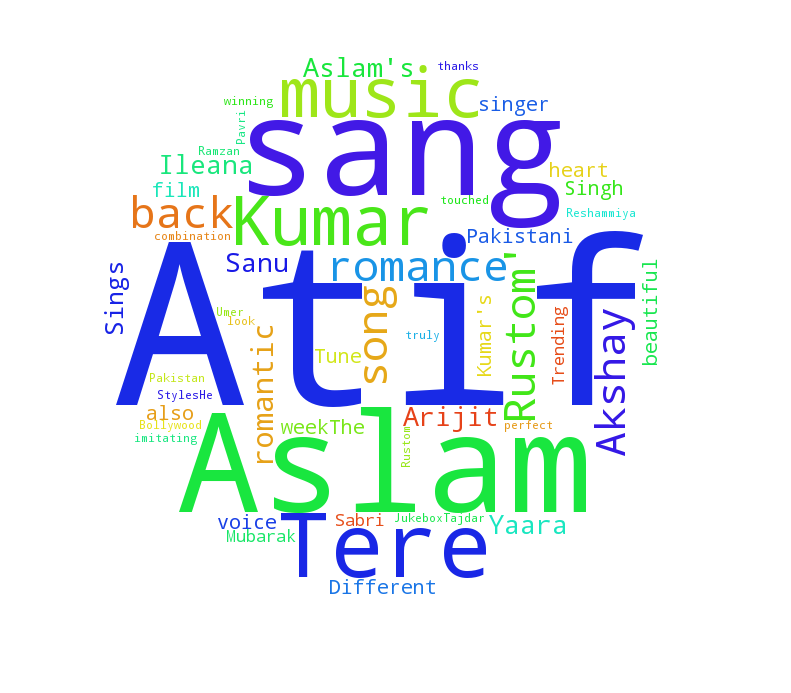 Aslam's
thanks
music
winning
singer
sang
Pavri
Ramzan
Ileana
heart
film
Singh
back
Kumar
touched
Reshammiya
combination
Pakistani
Sanu
romance
Sings
Atif
Rustom'
beautiful
song
Kumar's
Trending
Akshay
Umer
look
romantic
truly
Tune
Pakistan
StylesHe
also
Aslam
Arijit
Bollywood
imitating
weekThe
perfect
Rustom
voice
Tere
Sabri
JukeboxTajdar
Yaara
Mubarak
Different